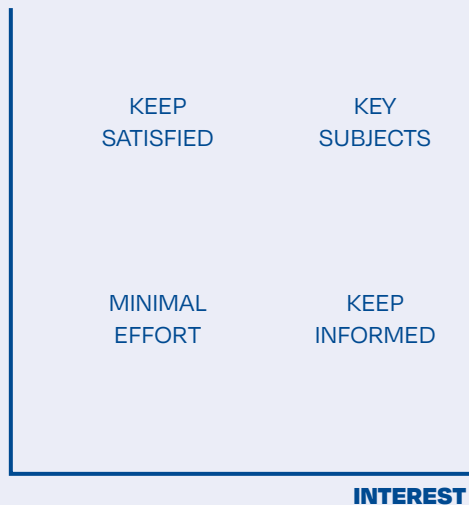 KEEP
SATISFIED
KEY
SUBJECTS
MINIMAL
EFFORT
KEEP
INFORMED
INTEREST